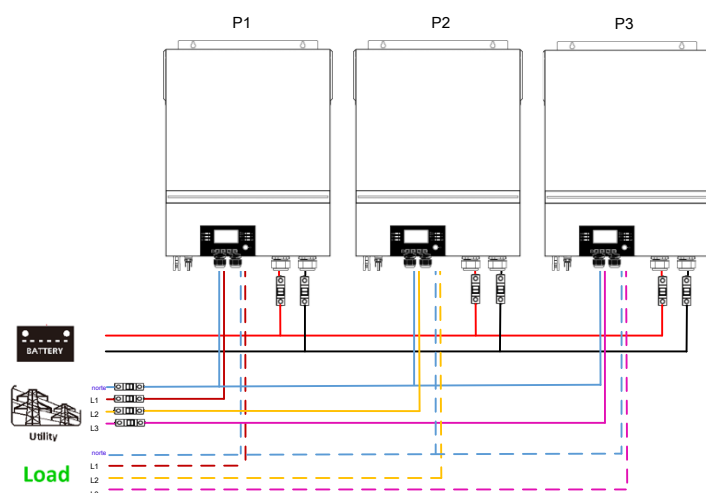 P1 P2 P3
BATTERY
norte
L1
L2
L3
Utility
norte
L1
L2
Load